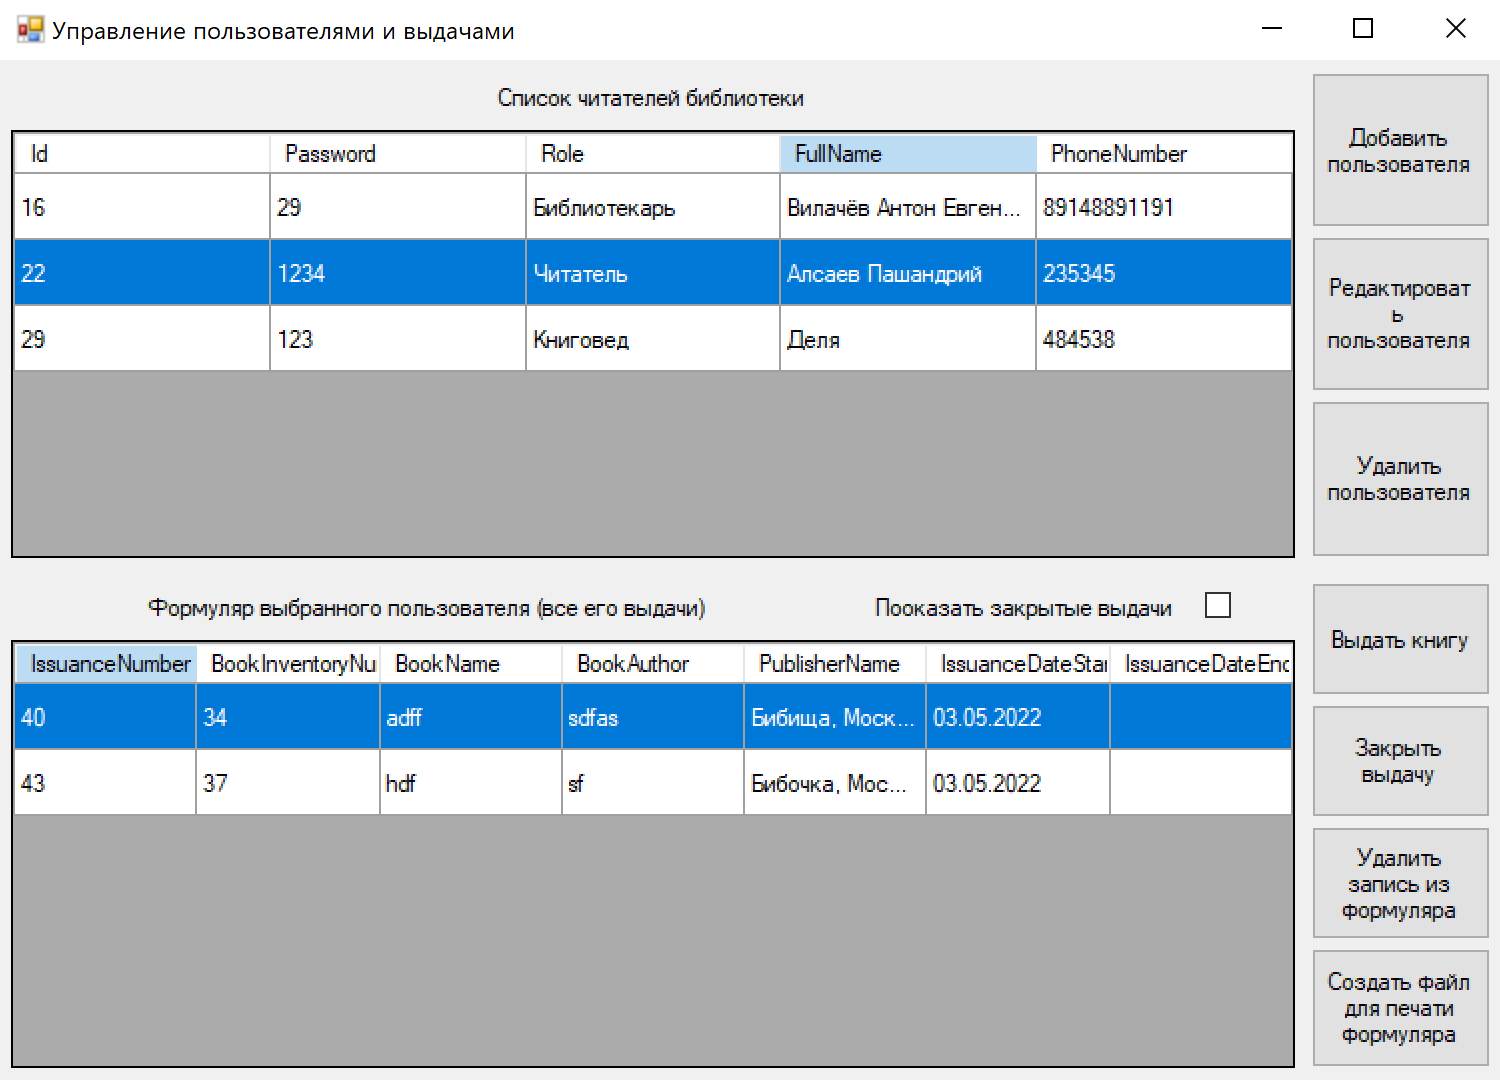 Управление пользователями и выдачами
Список читателей библиотеки
Id Password Role FullName PhoneNumber
16 29 Библиотекарь Вилачёв Антон Евген... 89148891191
22 1234 Читатель Алсаев Пашандрий 235345
29 123 Книговед Деля 484538
Добавить
пользователя
Редактироват
ь
пользователя
Удалить
пользователя
Формуляр выбранного пользователя (все его выдачи) Пооказать закрытые выдачи
IssuanceNumber BookInventoryNu BookName BookAuthor PublisherName IssuanceDateStar IssuanceDateEnd
40 34 adff sdfas Бибища, Моск... 03.05.2022
43 37 hdf sf Бибочка, Мос... 03.05.2022
Выдать книгу
Закрыть
выдачу
Удалить
запись из
формуляра
Создать файл
для печати
формуляра